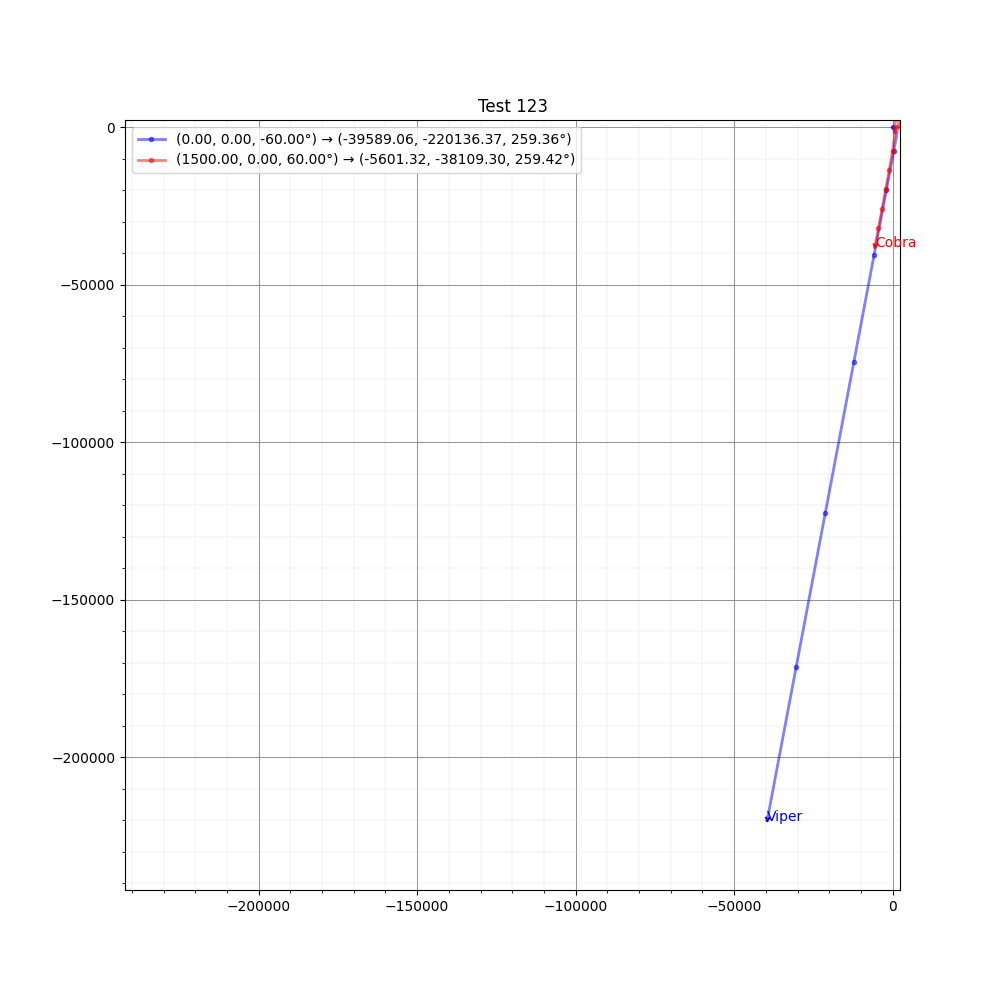 Test 123
(0.00, 0.00, -60.00°) → (-39589.06, -220136.37, 259.36°)
(1500.00, 0.00, 60.00°) → (-5601.32, -38109.30, 259.42°)
0
Cobra
−50000
−100000
−150000
−200000
Viper
−200000
−150000
−100000
−50000
0